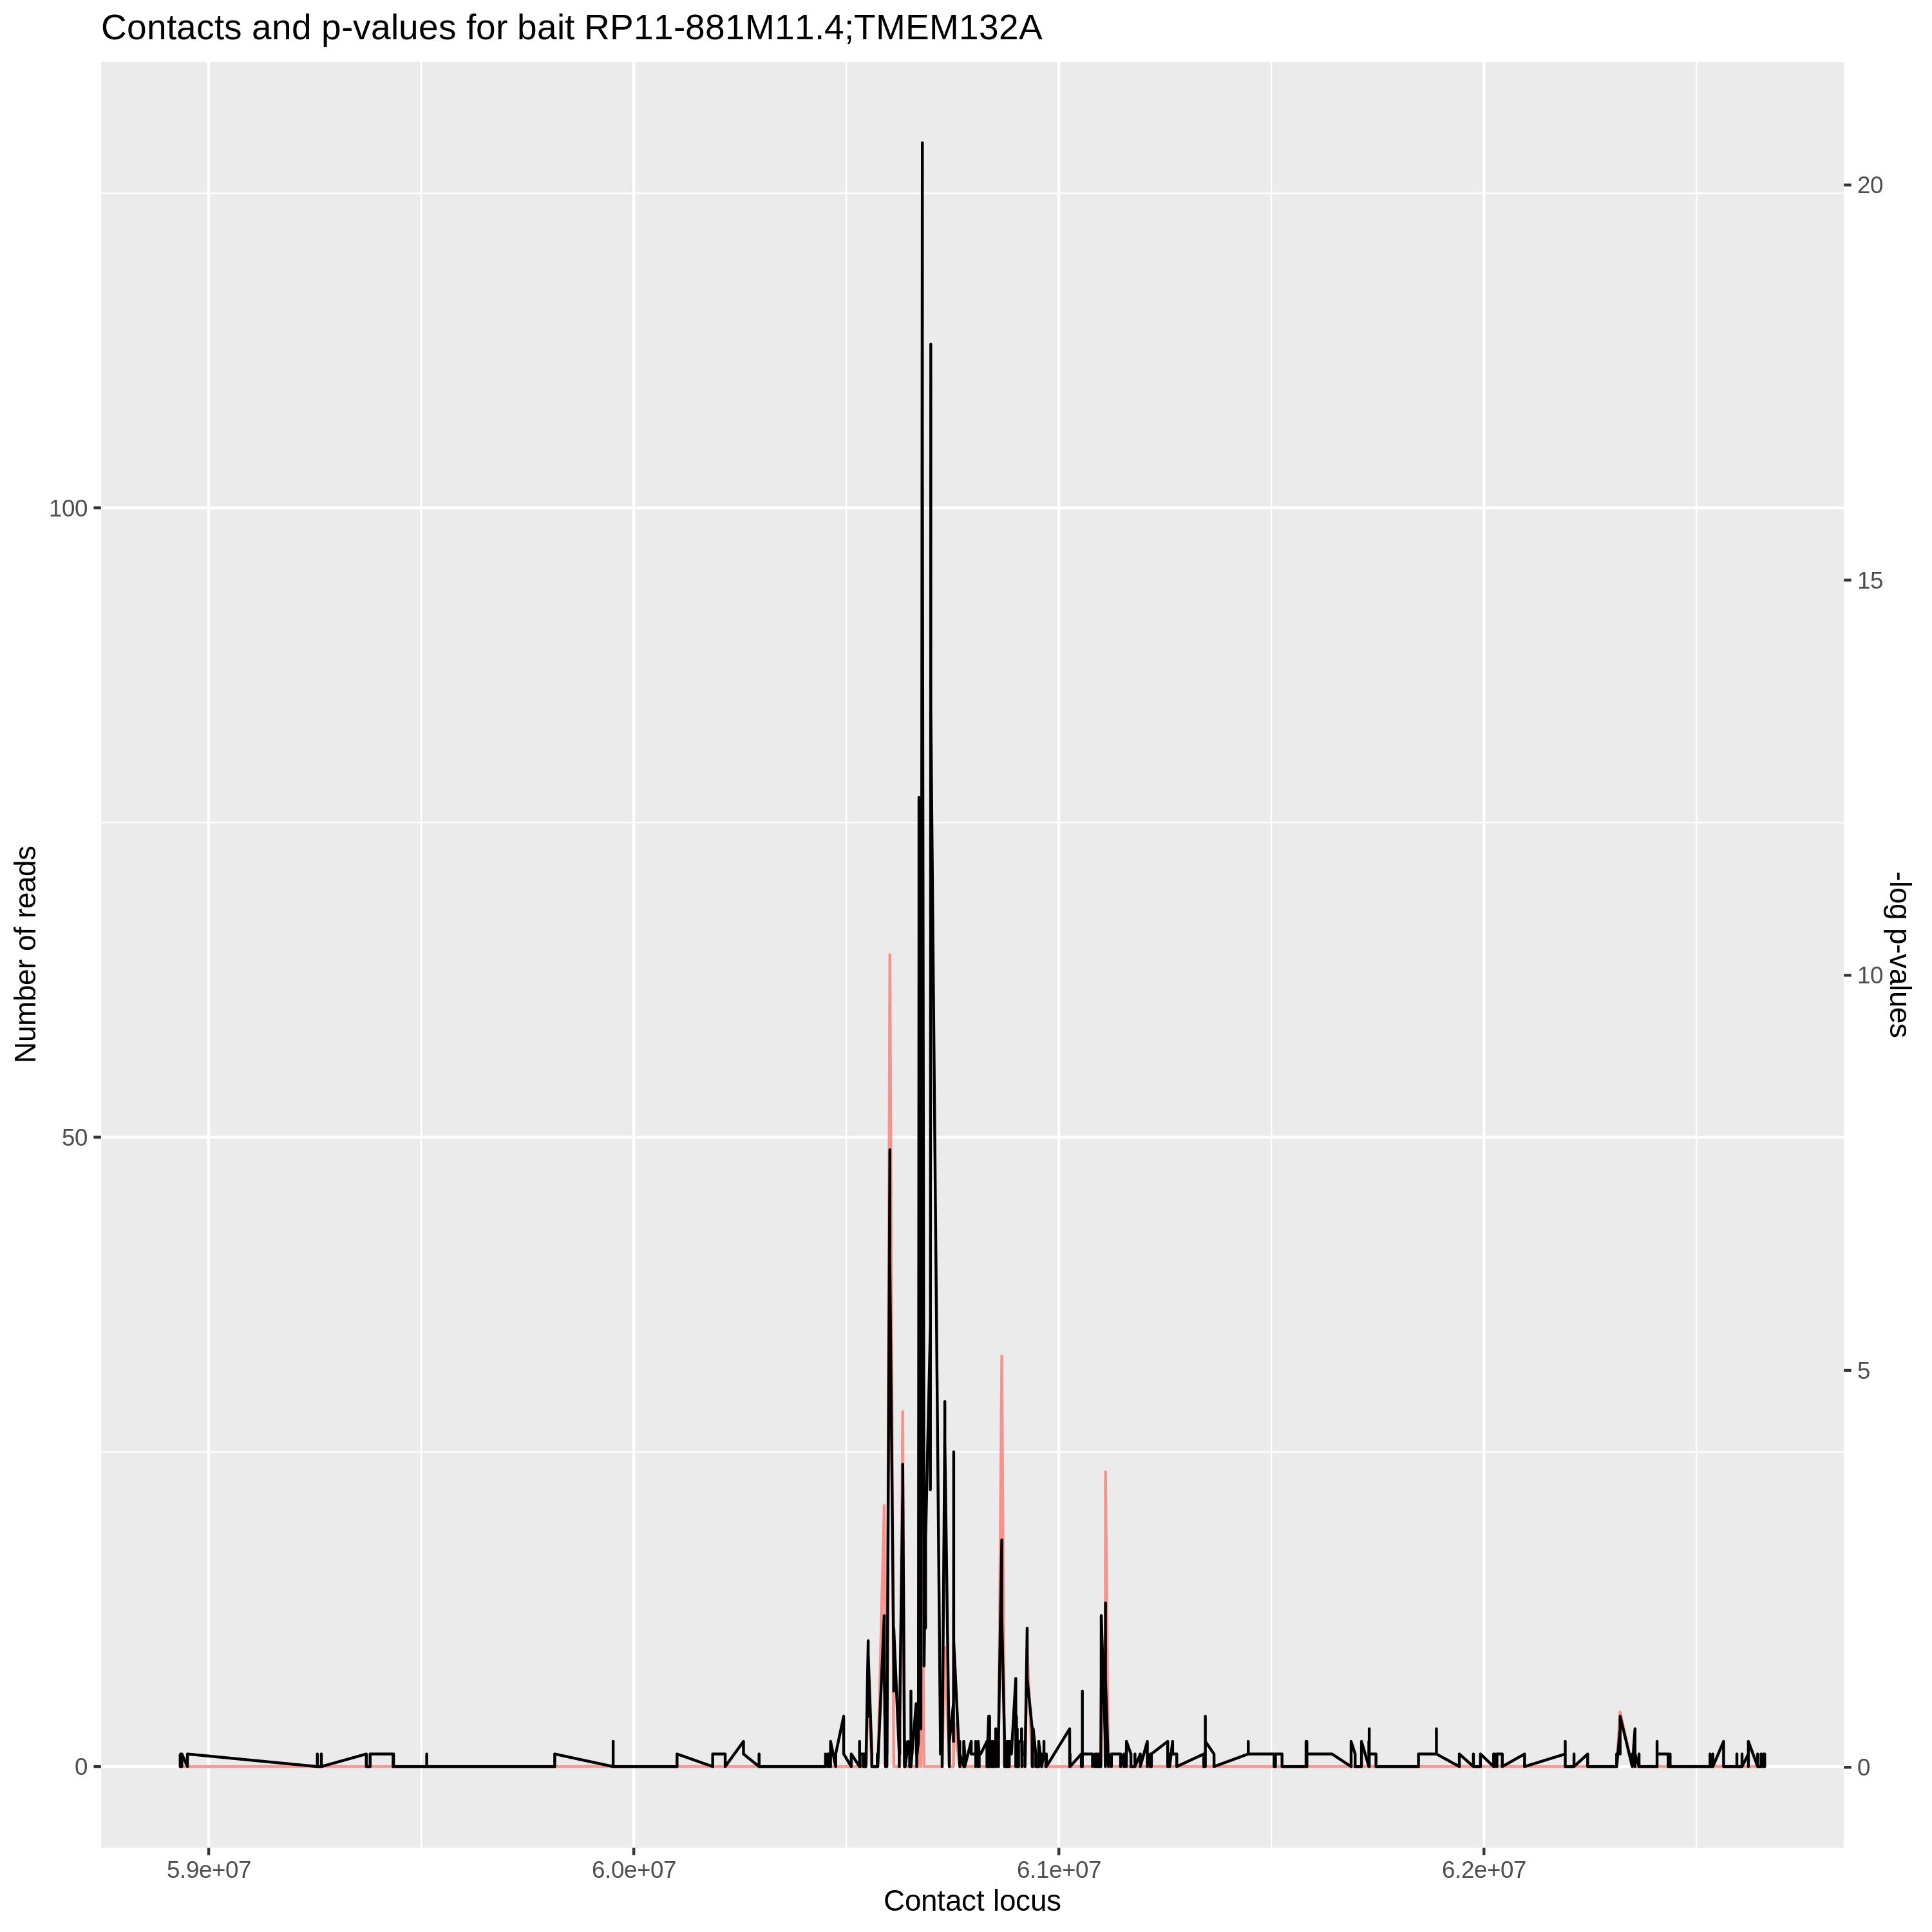 Contacts and p-values for bait RP11-881M11.4;TMEM132A
Number of reads
100
50
0
20
15
10
5
0
-log p-values
5.9e+07
6.0e+07
6.1e+07
6.2e+07
Contact locus